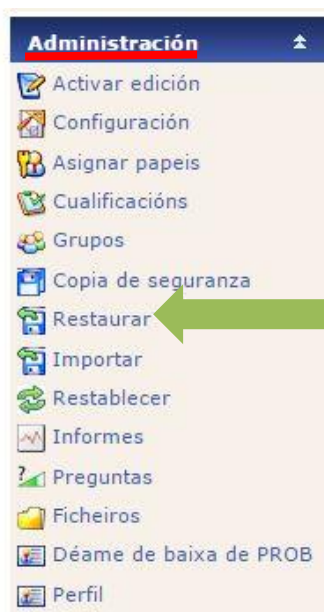 Administración
Activar edición
Configuración
Asignar papeis
Cualificacións
Grupos
Copia de seguranza
Restaurar
Importar
Restablecer
Informes
Preguntas
Ficheiros
Déame de baixa de PROB
Perfil